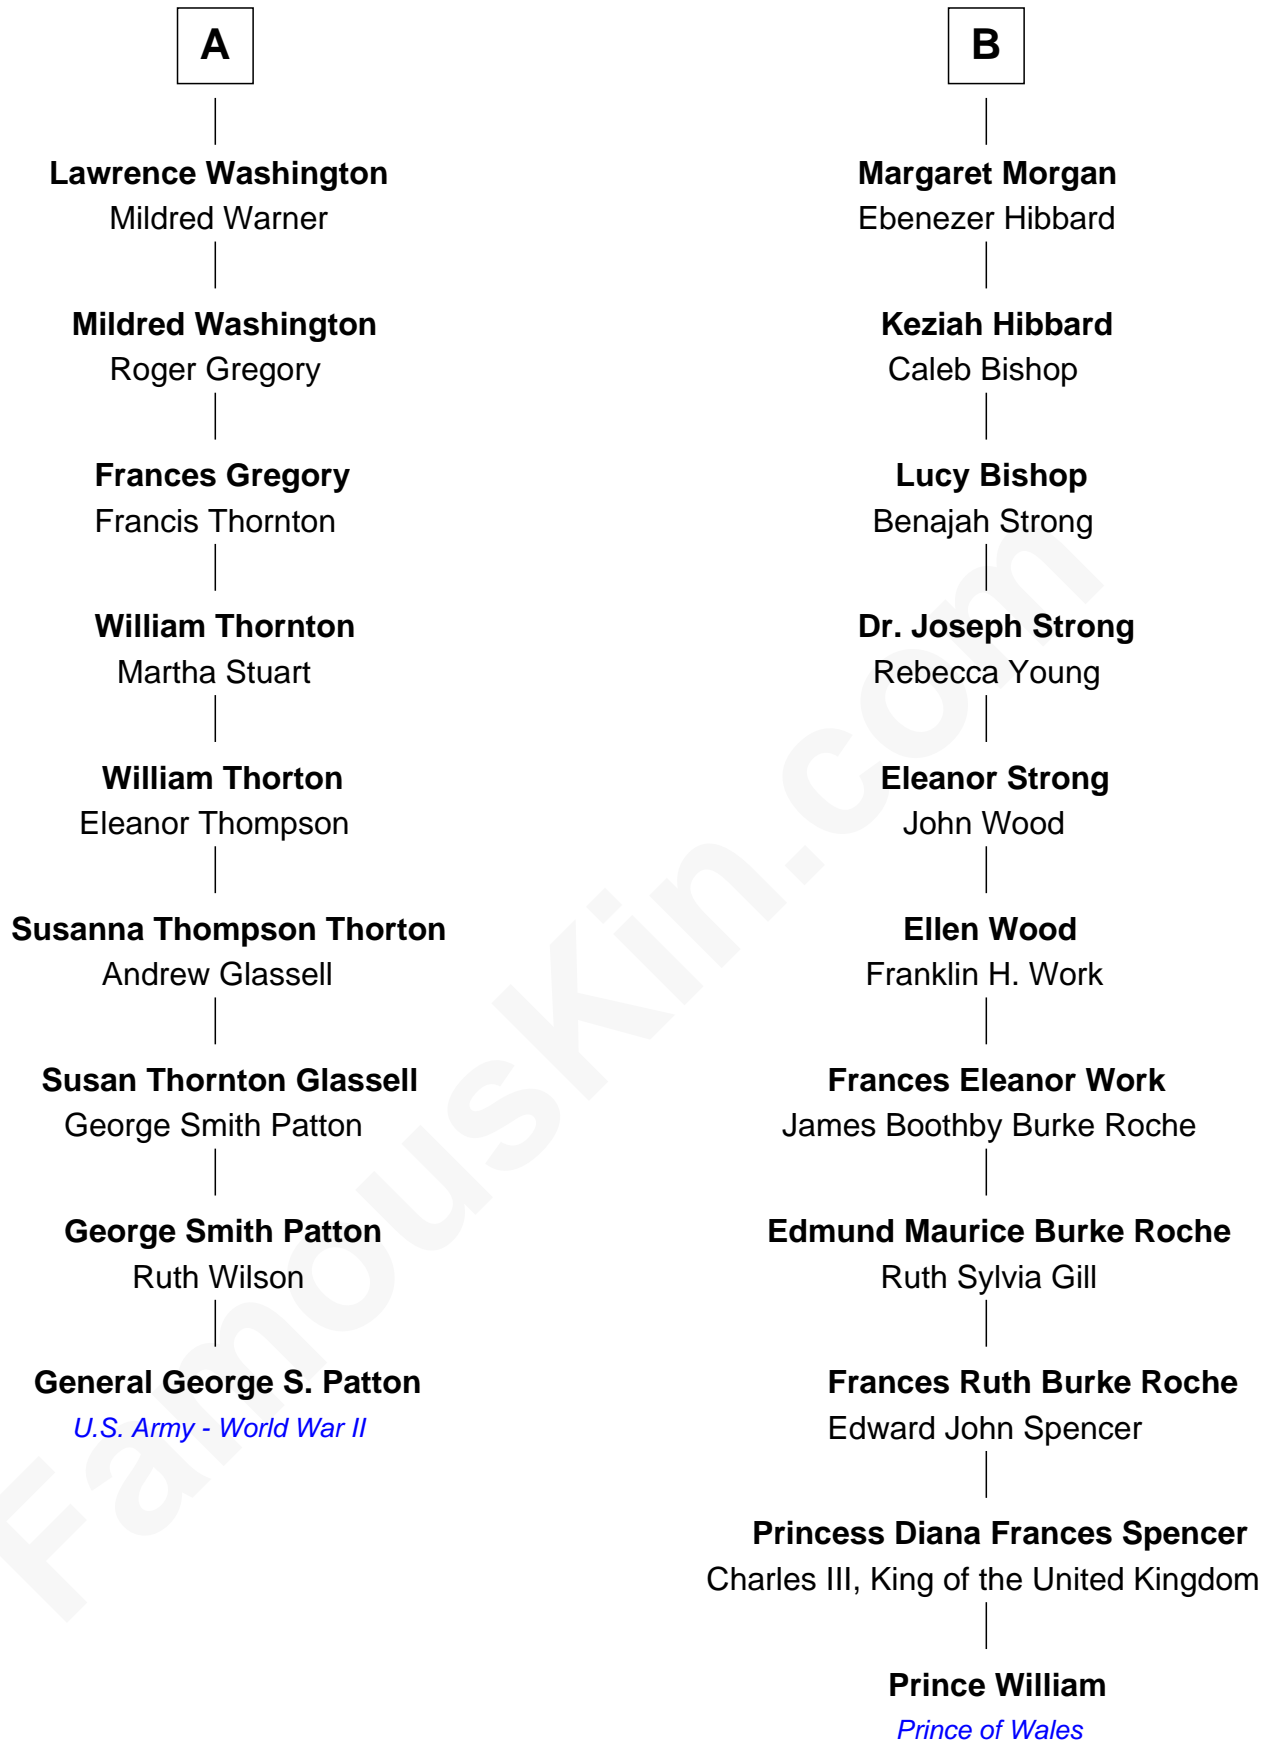 A
Lawrence Washington
Mildred Warner
Mildred Washington
Roger Gregory
Frances Gregory
Francis Thornton
William Thornton
Martha Stuart
William Thorton
Eleanor Thompson
Susanna Thompson Thorton
Andrew Glassell
Susan Thornton Glassell
George Smith Patton
George Smith Patton
Ruth Wilson
General George S. Patton
U.S. Army - World War II
B
Margaret Morgan
Ebenezer Hibbard
Keziah Hibbard
Caleb Bishop
Lucy Bishop
Benajah Strong
Dr. Joseph Strong
Rebecca Young
Eleanor Strong
John Wood
Ellen Wood
Franklin H. Work
Frances Eleanor Work
James Boothby Burke Roche
Edmund Maurice Burke Roche
Ruth Sylvia Gill
Frances Ruth Burke Roche
Edward John Spencer
Princess Diana Frances Spencer
Charles III, King of the United Kingdom
Prince William
Prince of Wales
FamousKin.com